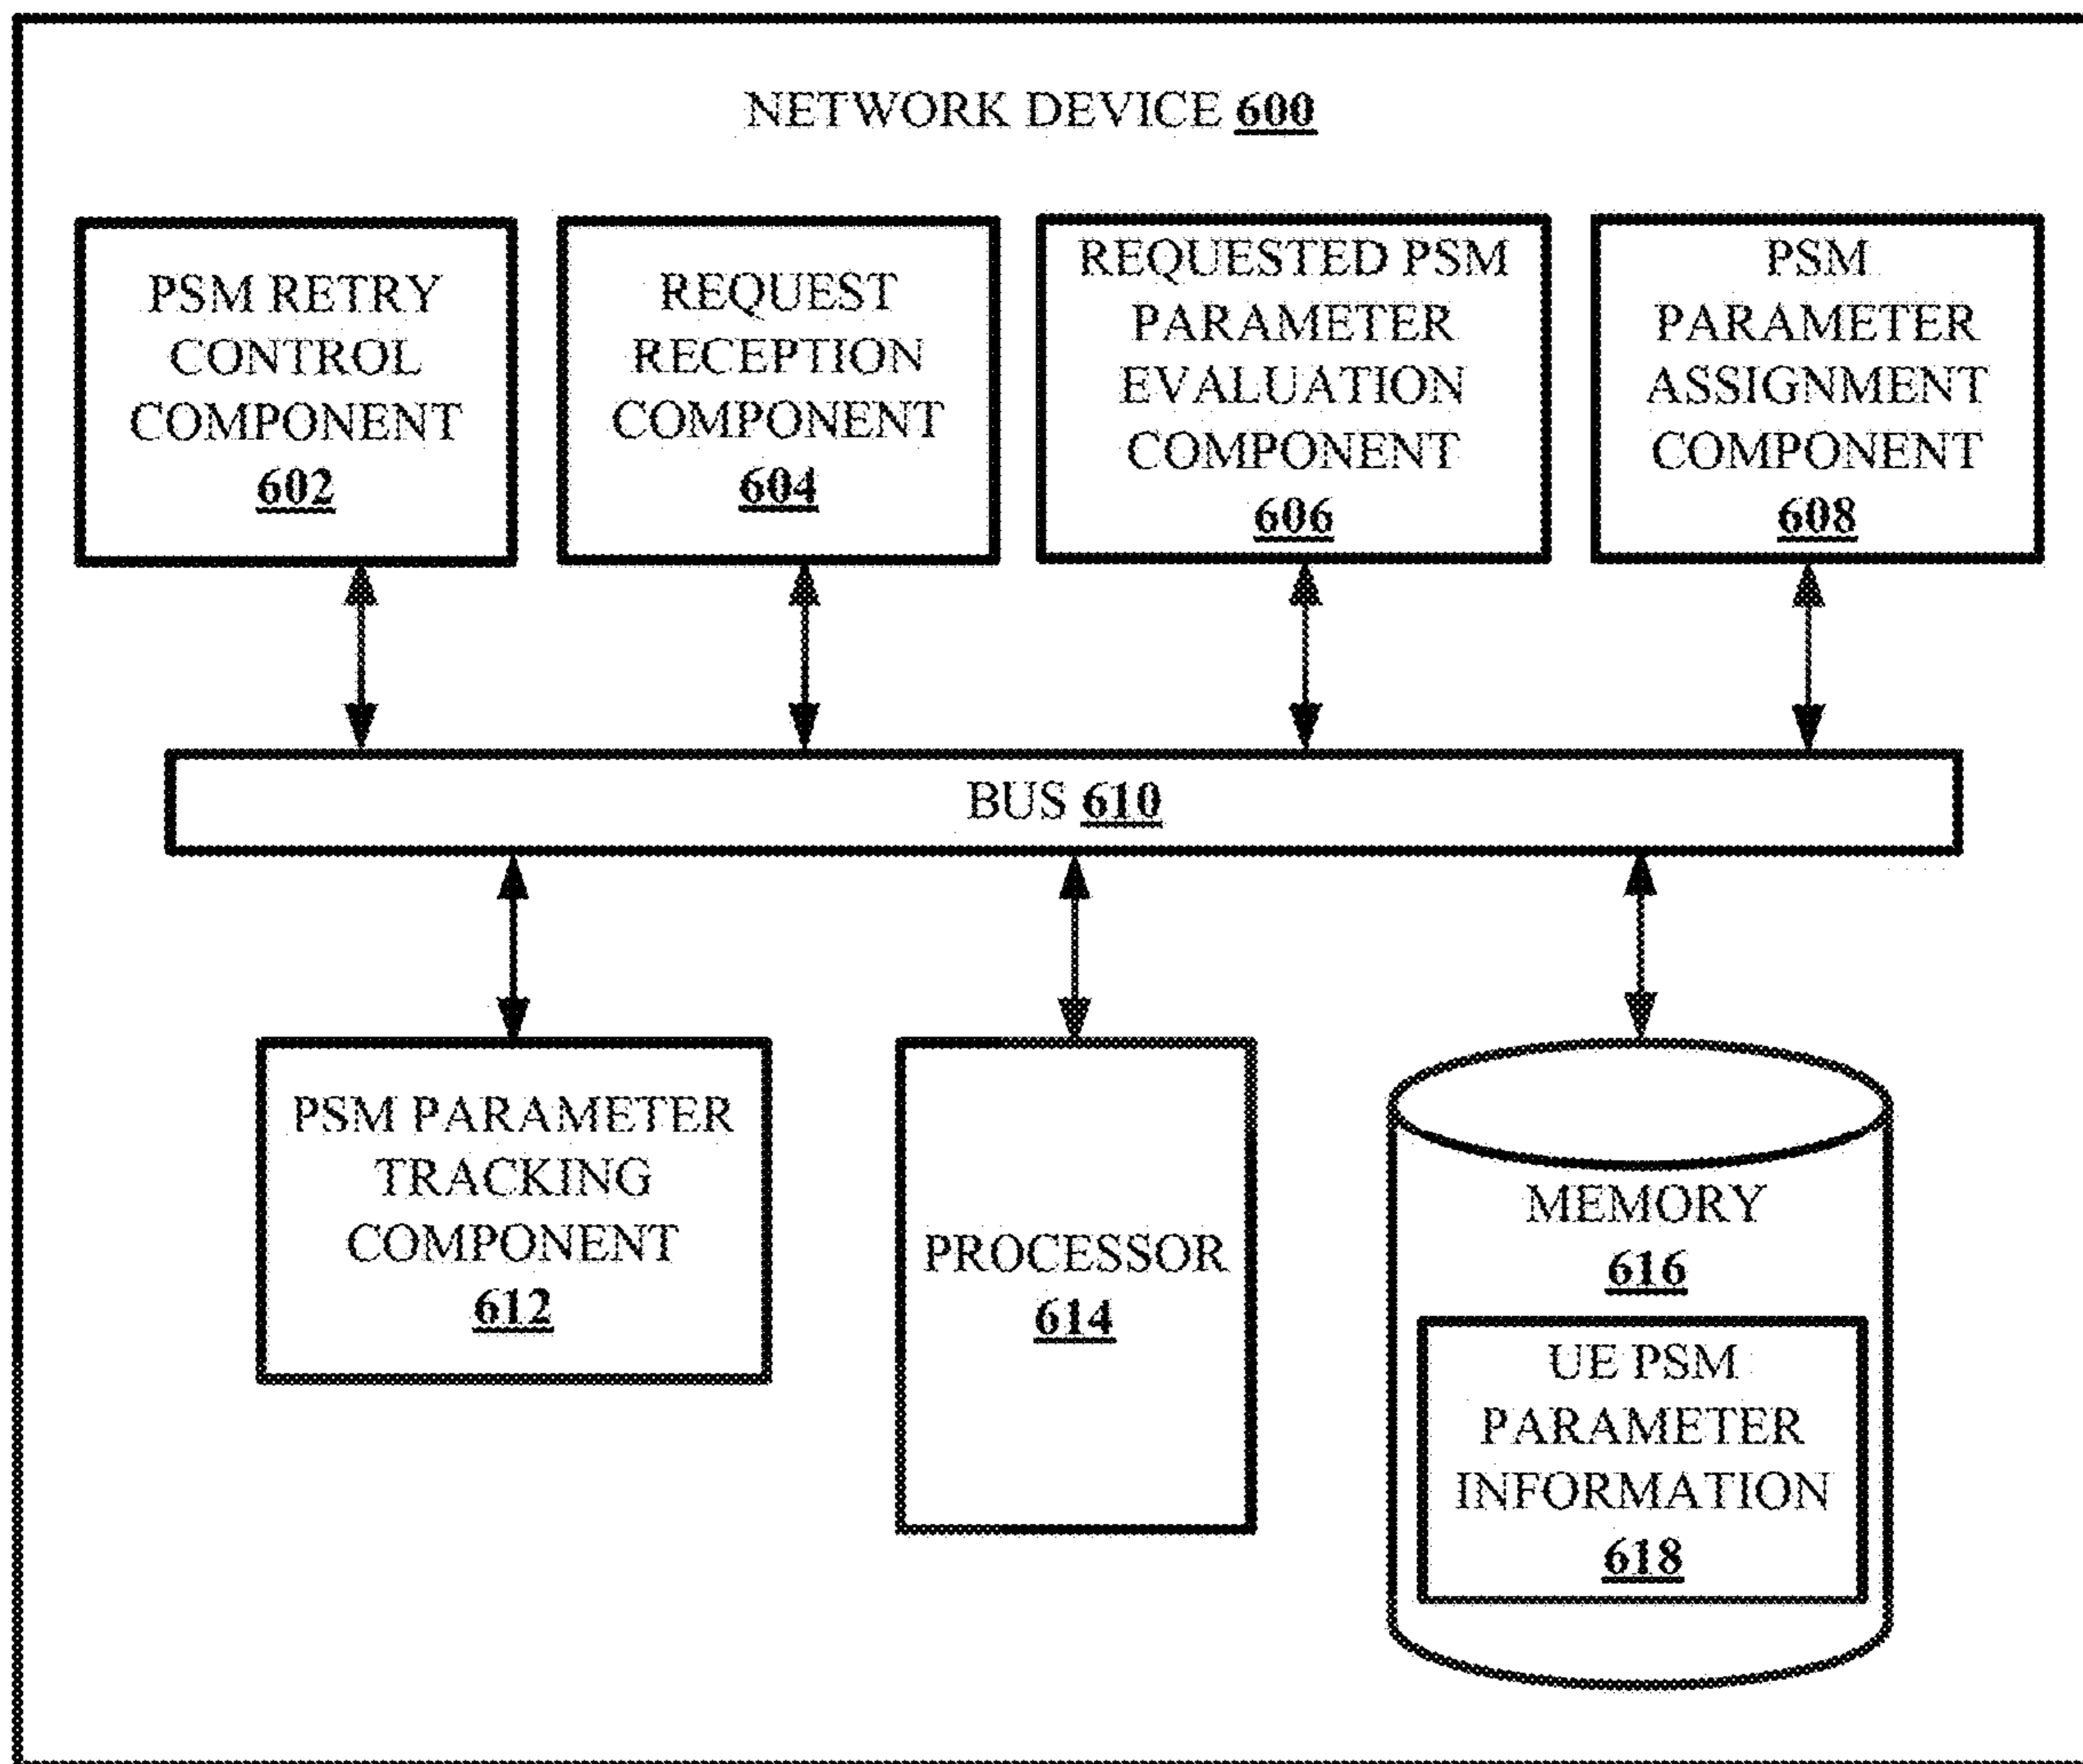 NETWORK DEVICE 600
PSM RETRY
CONTROL
COMPONENT
602
REQUEST
RECEPTION
COMPONENT
604
REQUESTED PSM
PARAMETER
EVALUATION
COMPONENT
606
PSM
PARAMETER
ASSIGNMENT
COMPONENT
608
BUS 610
PSM PARAMETER
TRACKING
COMPONENT
612
PROCESSOR
614
MEMORY
616
UE PSM
PARAMETER
INFORMATION
618